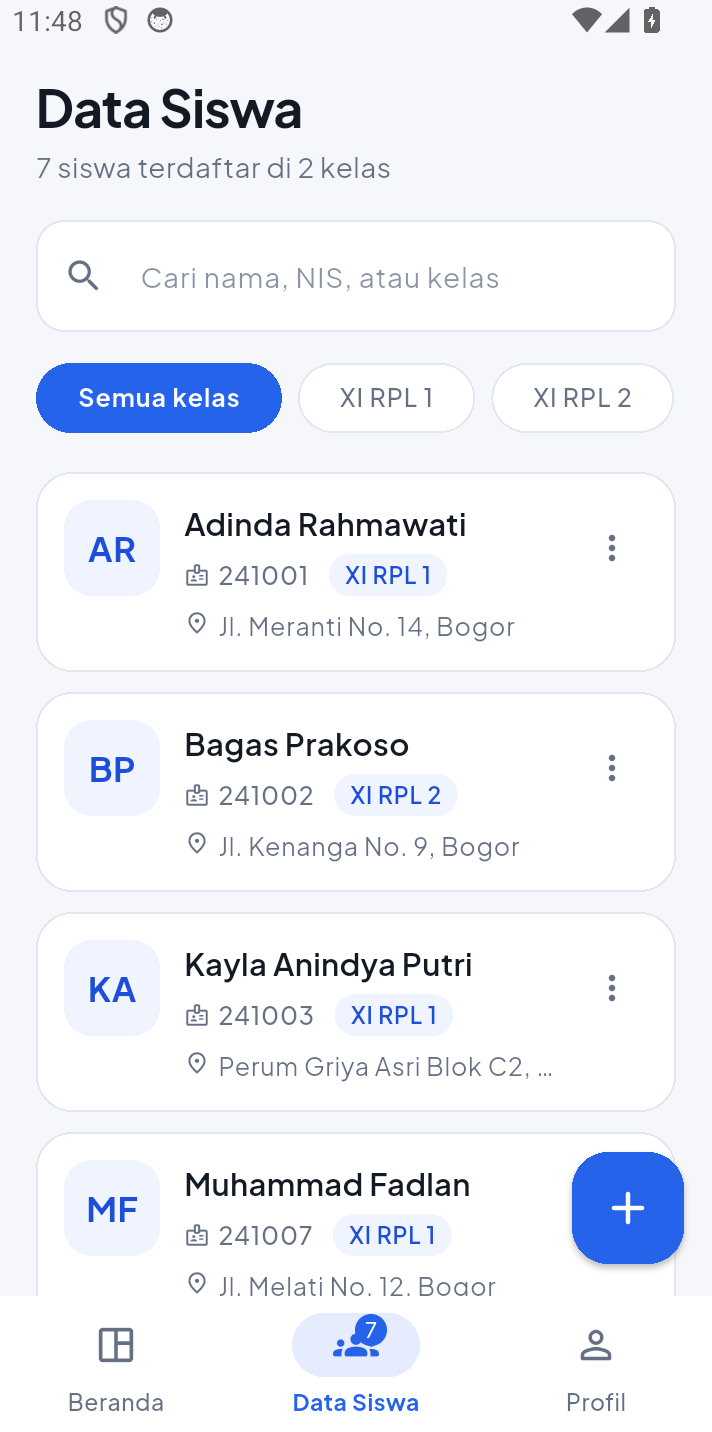 11:48
Data Siswa
7 siswa terdaftar di 2 kelas
Cari nama, NIS, atau kelas
Semua kelas
XI RPL 1
XI RPL 2
AR
Adinda Rahmawati
241001
XI RPL 1
Jl. Meranti No. 14, Bogor
BP
Bagas Prakoso
241002
XI RPL 2
Jl. Kenanga No. 9, Bogor
KA
Kayla Anindya Putri
241003
XI RPL 1
Perum Griya Asri Blok C2, ...
MF
Muhammad Fadlan
241007
XI RPL 1
Jl. Melati No. 12, Bogor
7
Beranda
Data Siswa
Profil